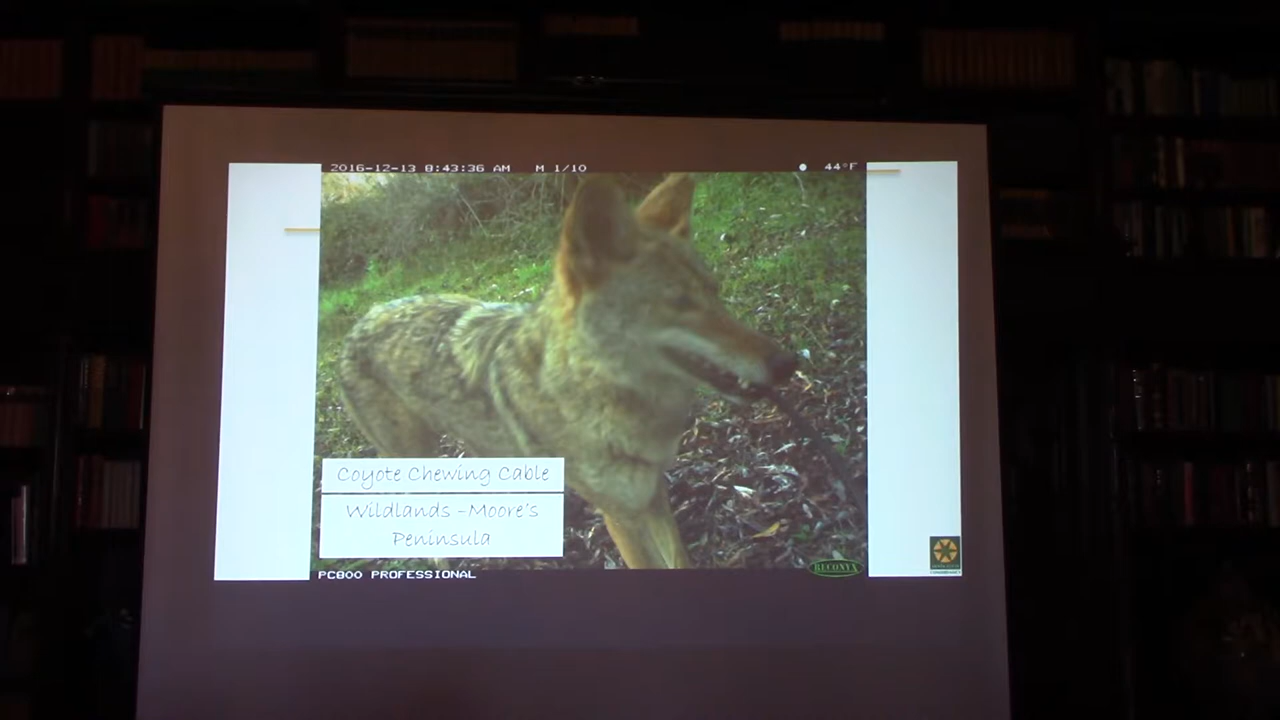 2016-12-13 8:43:36 AM M 1/10 44°F
Coyote Chewing Cable
Wildlands -Moore's
Peninsula
PC800 PROFESSIONAL
RECONYX